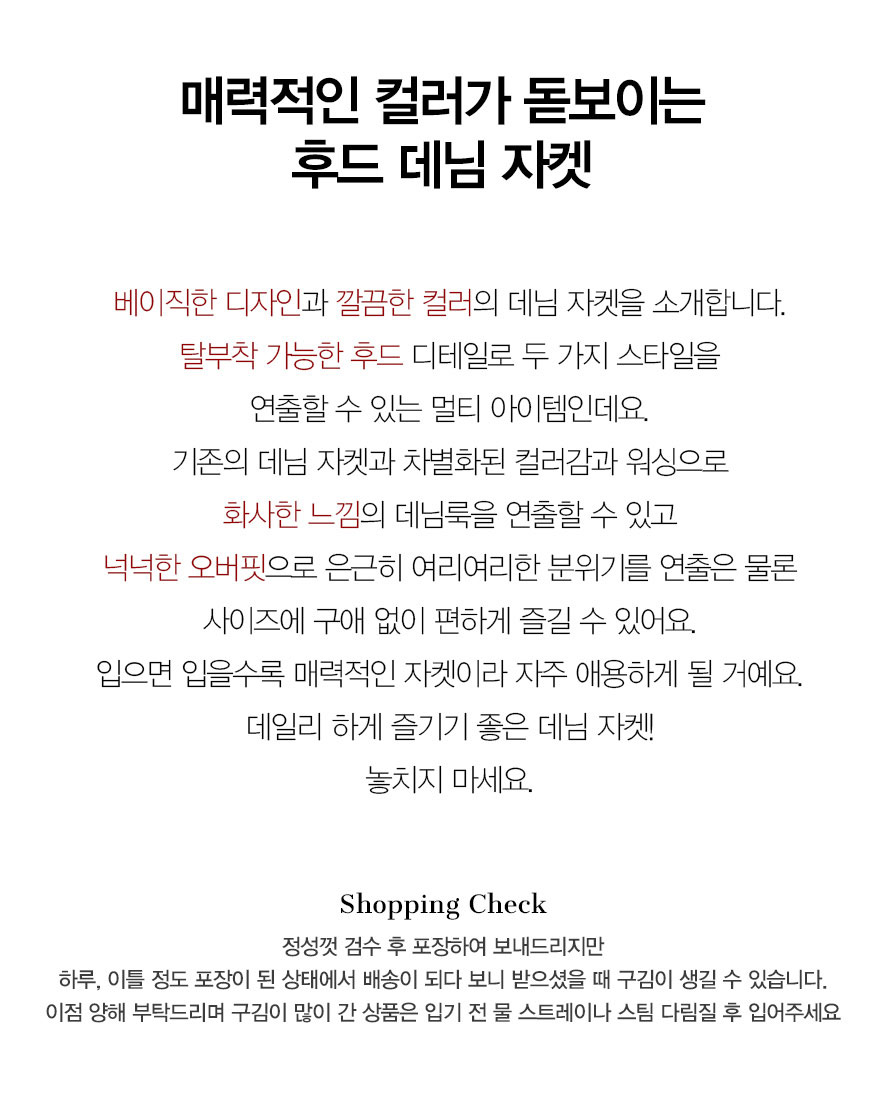 매력적인 컬러가 돋보이는
후드 데님 자켓
베이직한 디자인과 깔끔한 컬러의 데님 자켓을 소개합니다.
탈부착 가능한 후드 디테일로 두 가지 스타일을
연출할 수 있는 멀티 아이템인데요.
기존의 데님 자켓과 차별화된 컬러감과 워싱으로
화사한 느낌의 데님룩을 연출할 수 있고
넉넉한 오버핏으로 은근히 여리여리한 분위기를 연출은 물론
사이즈에 구애 없이 편하게 즐길 수 있어요.
입으면 입을수록 매력적인 자켓이라 자주 애용하게 될 거예요.
데일리 하게 즐기기 좋은 데님 자켓!
놓치지 마세요.
Shopping Check
정성껏 검수 후 포장하여 보내드리지만
하루, 이틀 정도 포장이 된 상태에서 배송이 되다 보니 받으셨을 때 구김이 생길 수 있습니다.
이점 양해 부탁드리며 구김이 많이 간 상품은 입기 전 물 스트레이나 스팀 다림질 후 입어주세요